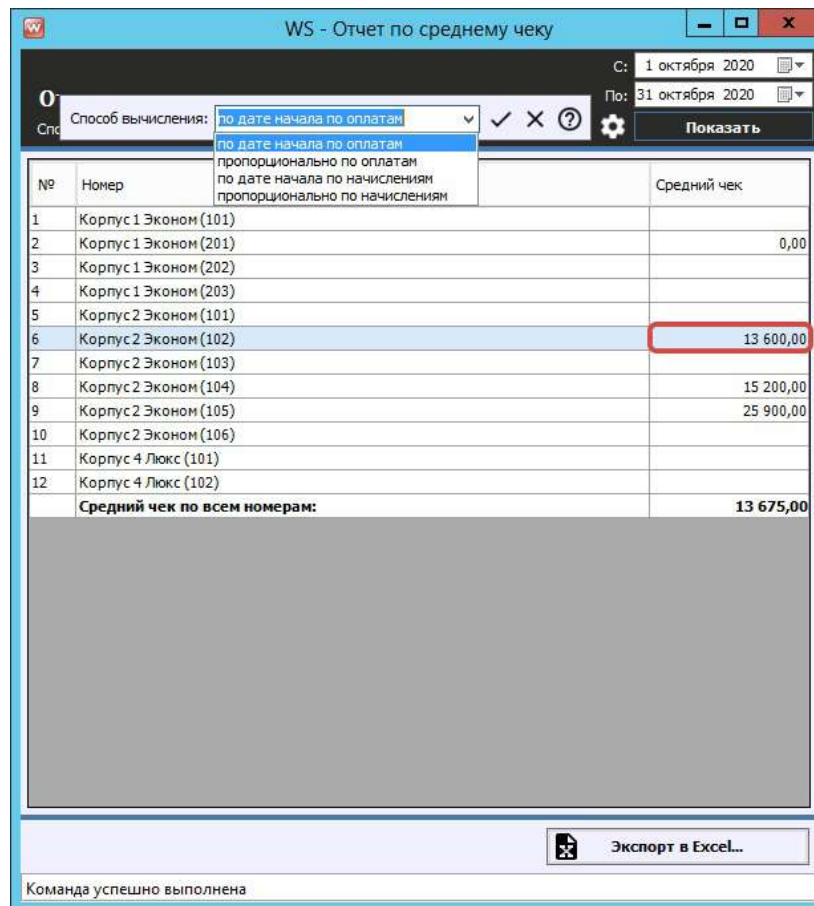 WS - Отчет по среднему чеку
С: 1 октября 2020
По: 31 октября 2020
Способ вычисления: по дате начала по оплатам
Показать
по дате начала по оплатам
пропорционально по оплатам
по дате начала по начислениям
пропорционально по начислениям
№ Номер Средний чек
1 Корпус 1 Эконом (101)
2 Корпус 1 Эконом (201) 0,00
3 Корпус 1 Эконом (202)
4 Корпус 1 Эконом (203)
5 Корпус 2 Эконом (101)
6 Корпус 2 Эконом (102) 13 600,00
7 Корпус 2 Эконом (103)
8 Корпус 2 Эконом (104) 15 200,00
9 Корпус 2 Эконом (105) 25 900,00
10 Корпус 2 Эконом (106)
11 Корпус 4 Люкс (101)
12 Корпус 4 Люкс (102)
Средний чек по всем номерам: 13 675,00
Экспорт в Excel...
Команда успешно выполнена